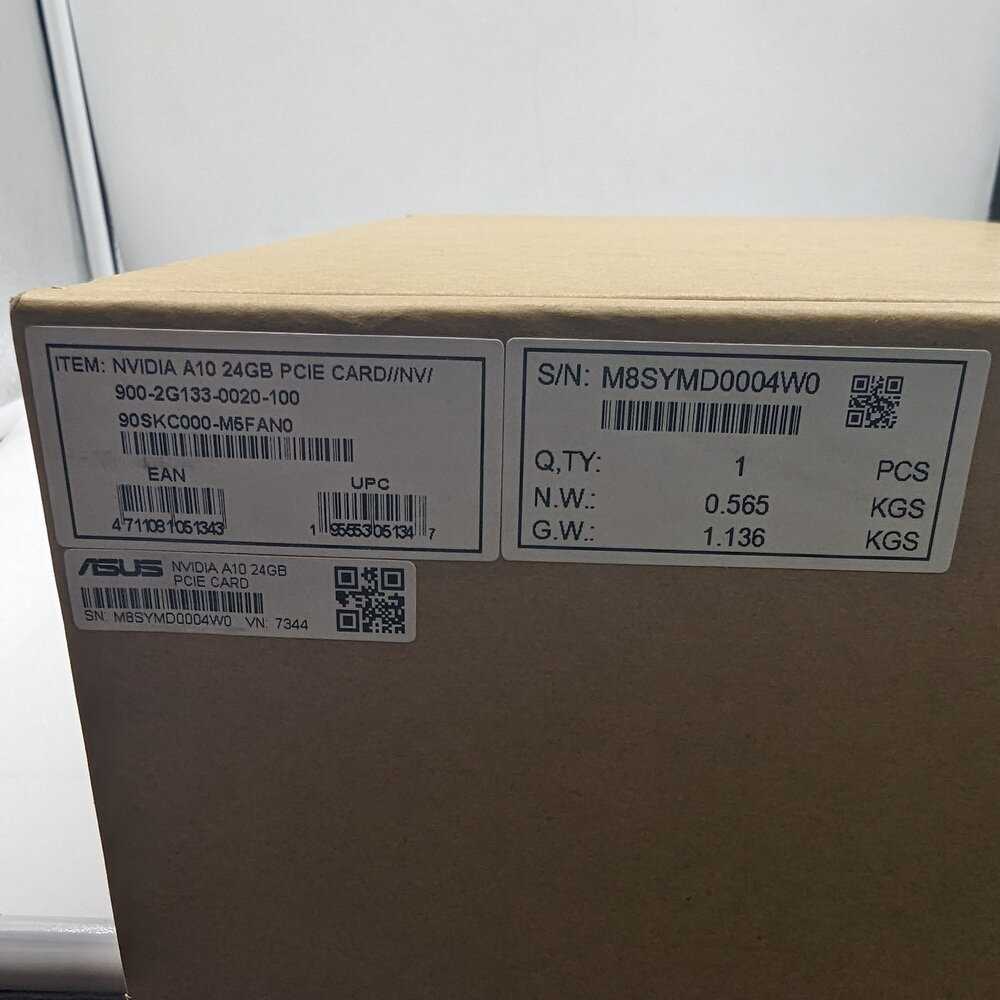 ITEM: NVIDIA A10 24GB PCIE CARD//NV/
900-2G133-0020-100
90SKC000-M5FAN0
EAN
4 711081 051343
UPC
1 95553 05134 7
S/N: M8SYMD0004W0
Q,TY: 1 PCS
N.W.: 0.565 KGS
G.W.: 1.136 KGS
ASUS NVIDIA A10 24GB
PCIE CARD
SN: M8SYMD0004W0 VN: 7344